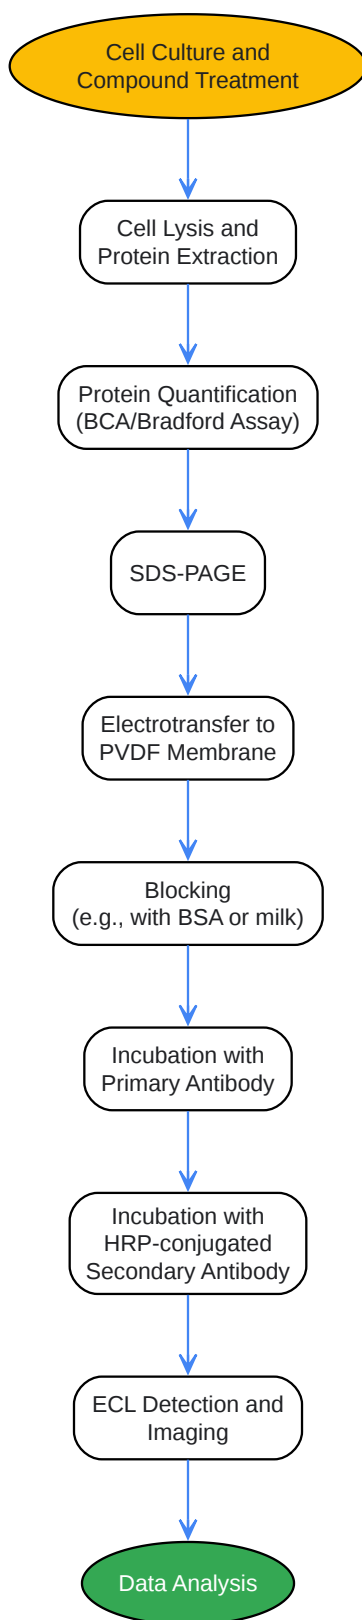 Cell Culture and
Compound Treatment
Cell Lysis and
Protein Extraction
Protein Quantification
(BCA/Bradford Assay)
SDS-PAGE
Electrotransfer to
PVDF Membrane
Blocking
(e.g., with BSA or milk)
Incubation with
Primary Antibody
Incubation with
HRP-conjugated
Secondary Antibody
ECL Detection and
Imaging
Data Analysis